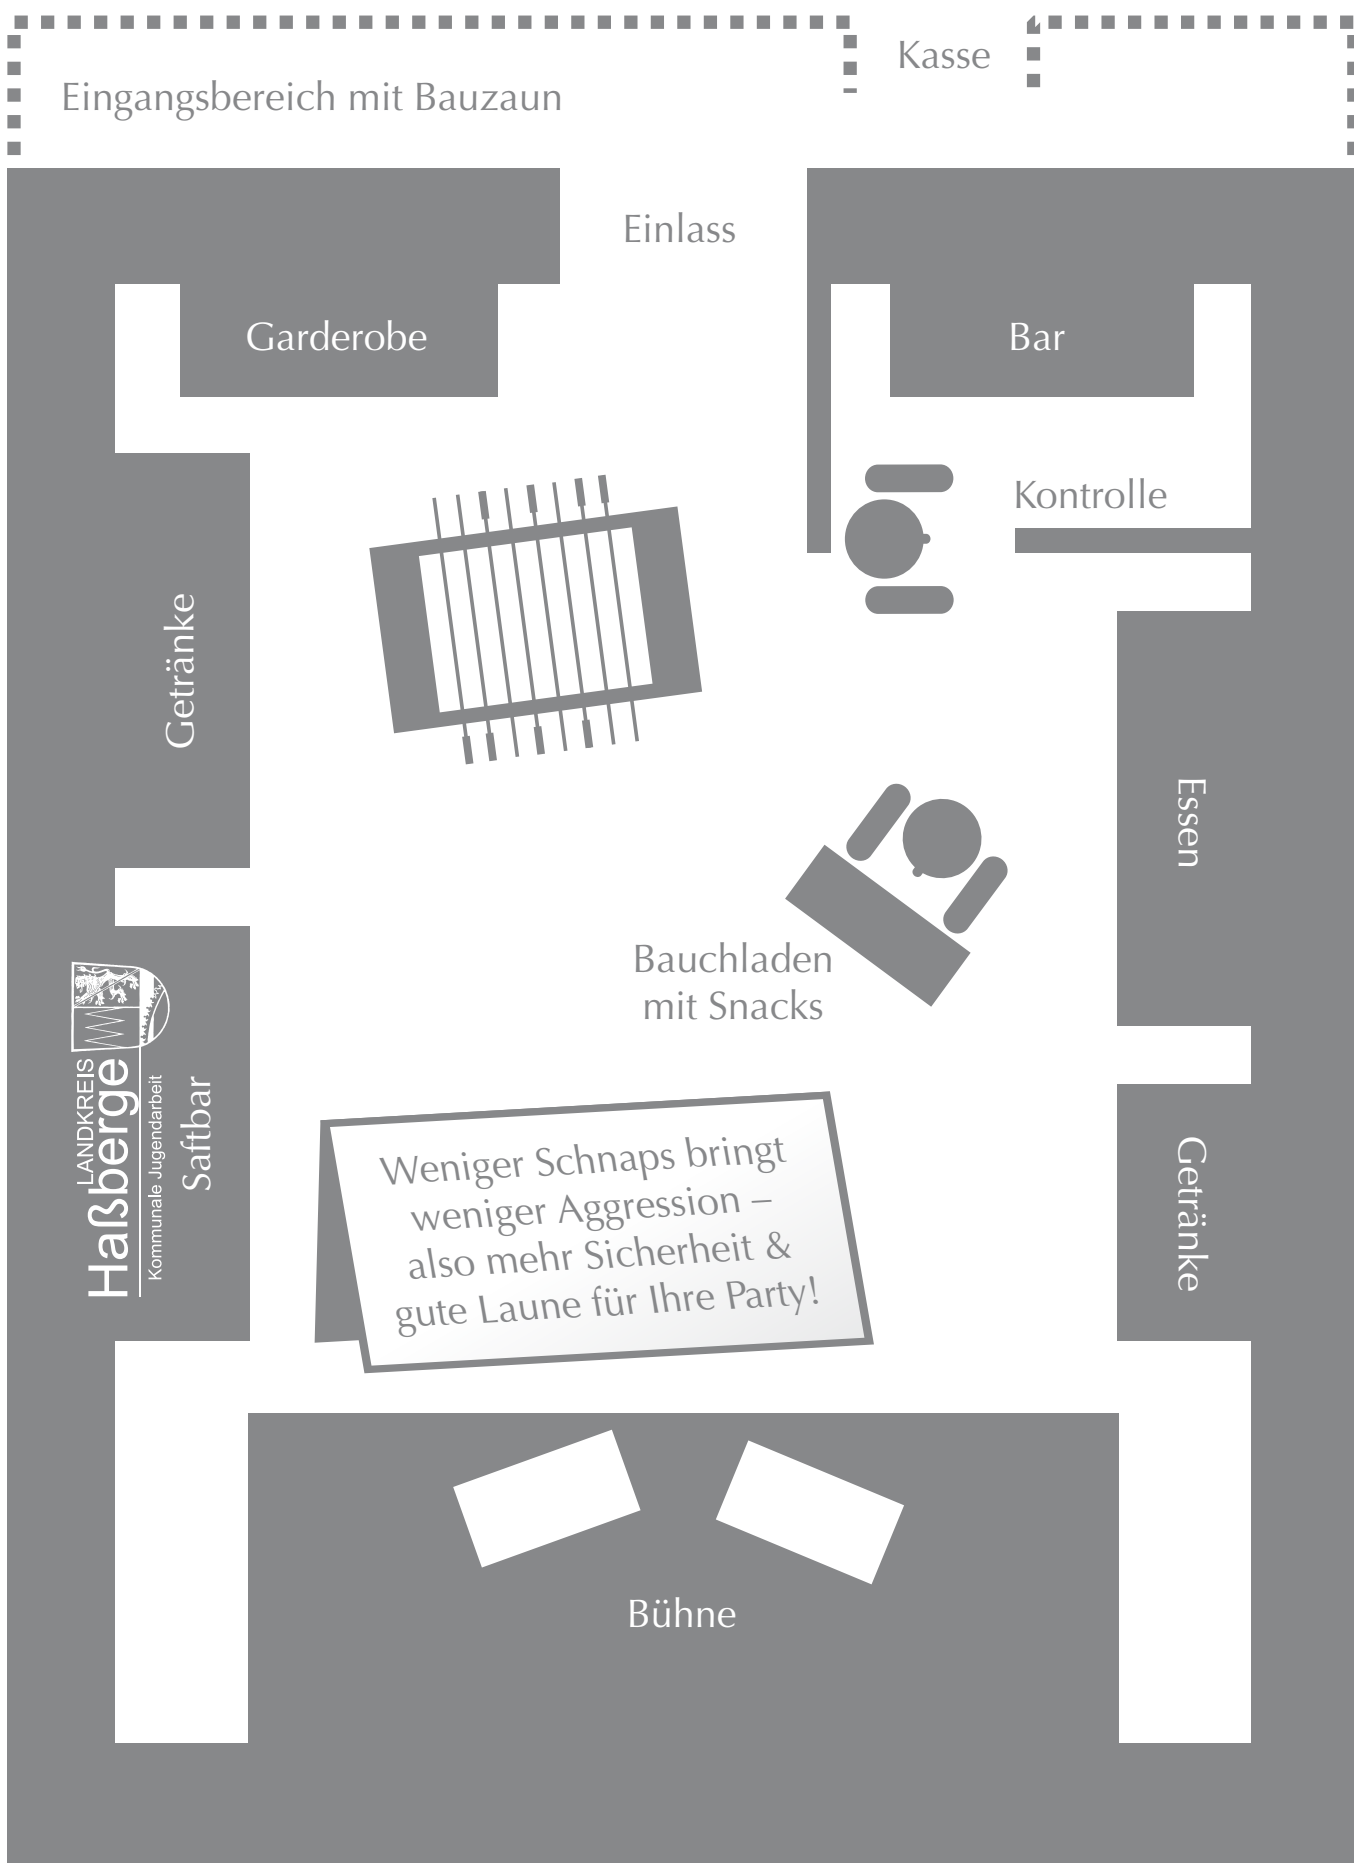 Kasse
Eingangsbereich mit Bauzaun
Einlass
Garderobe
Bar
Kontrolle
Getränke
Essen
Bauchladen
mit Snacks
LANDKREIS
Haßberge
Kommunale Jugendarbeit
Saftbar
Getränke
Weniger Schnaps bringt
weniger Aggression –
also mehr Sicherheit &
gute Laune für Ihre Party!
Bühne